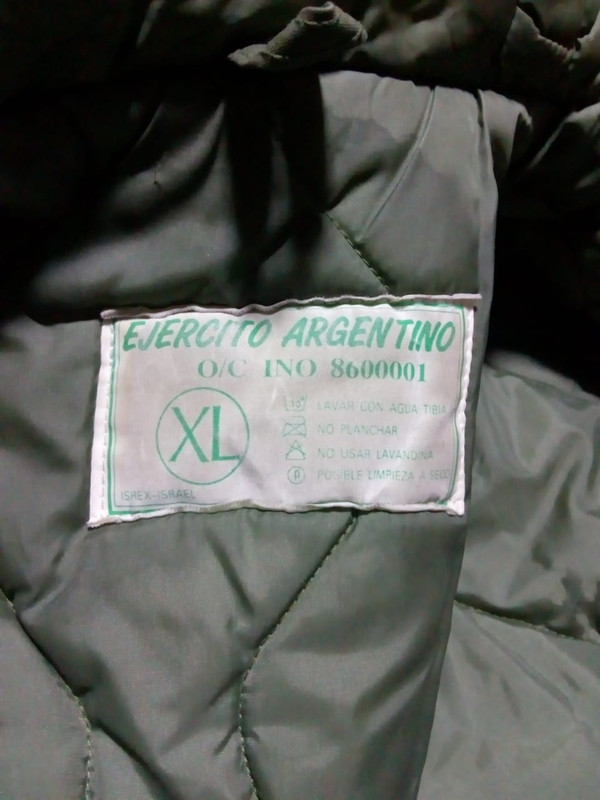 EJERCITO ARGENTINO
O/C INO 8600001
XL
30°
LAVAR CON AGUA TIBIA
NO PLANCHAR
NO USAR LAVANDINA
P
POSIBLE LIMPIEZA A SECO
ISREX-ISRAEL